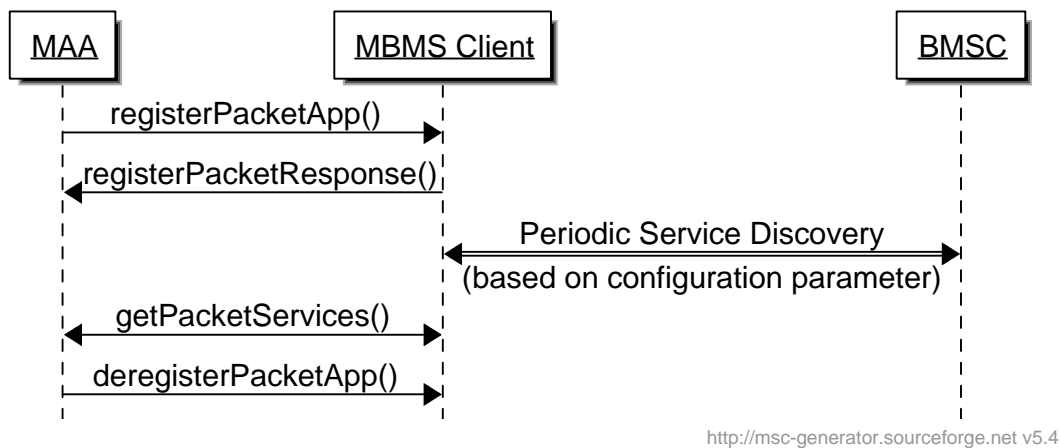 MAA
MBMS Client
BMSC
registerPacketApp()
registerPacketResponse()
Periodic Service Discovery
(based on configuration parameter)
getPacketServices()
deregisterPacketApp()
http://msc-generator.sourceforge.net v5.4